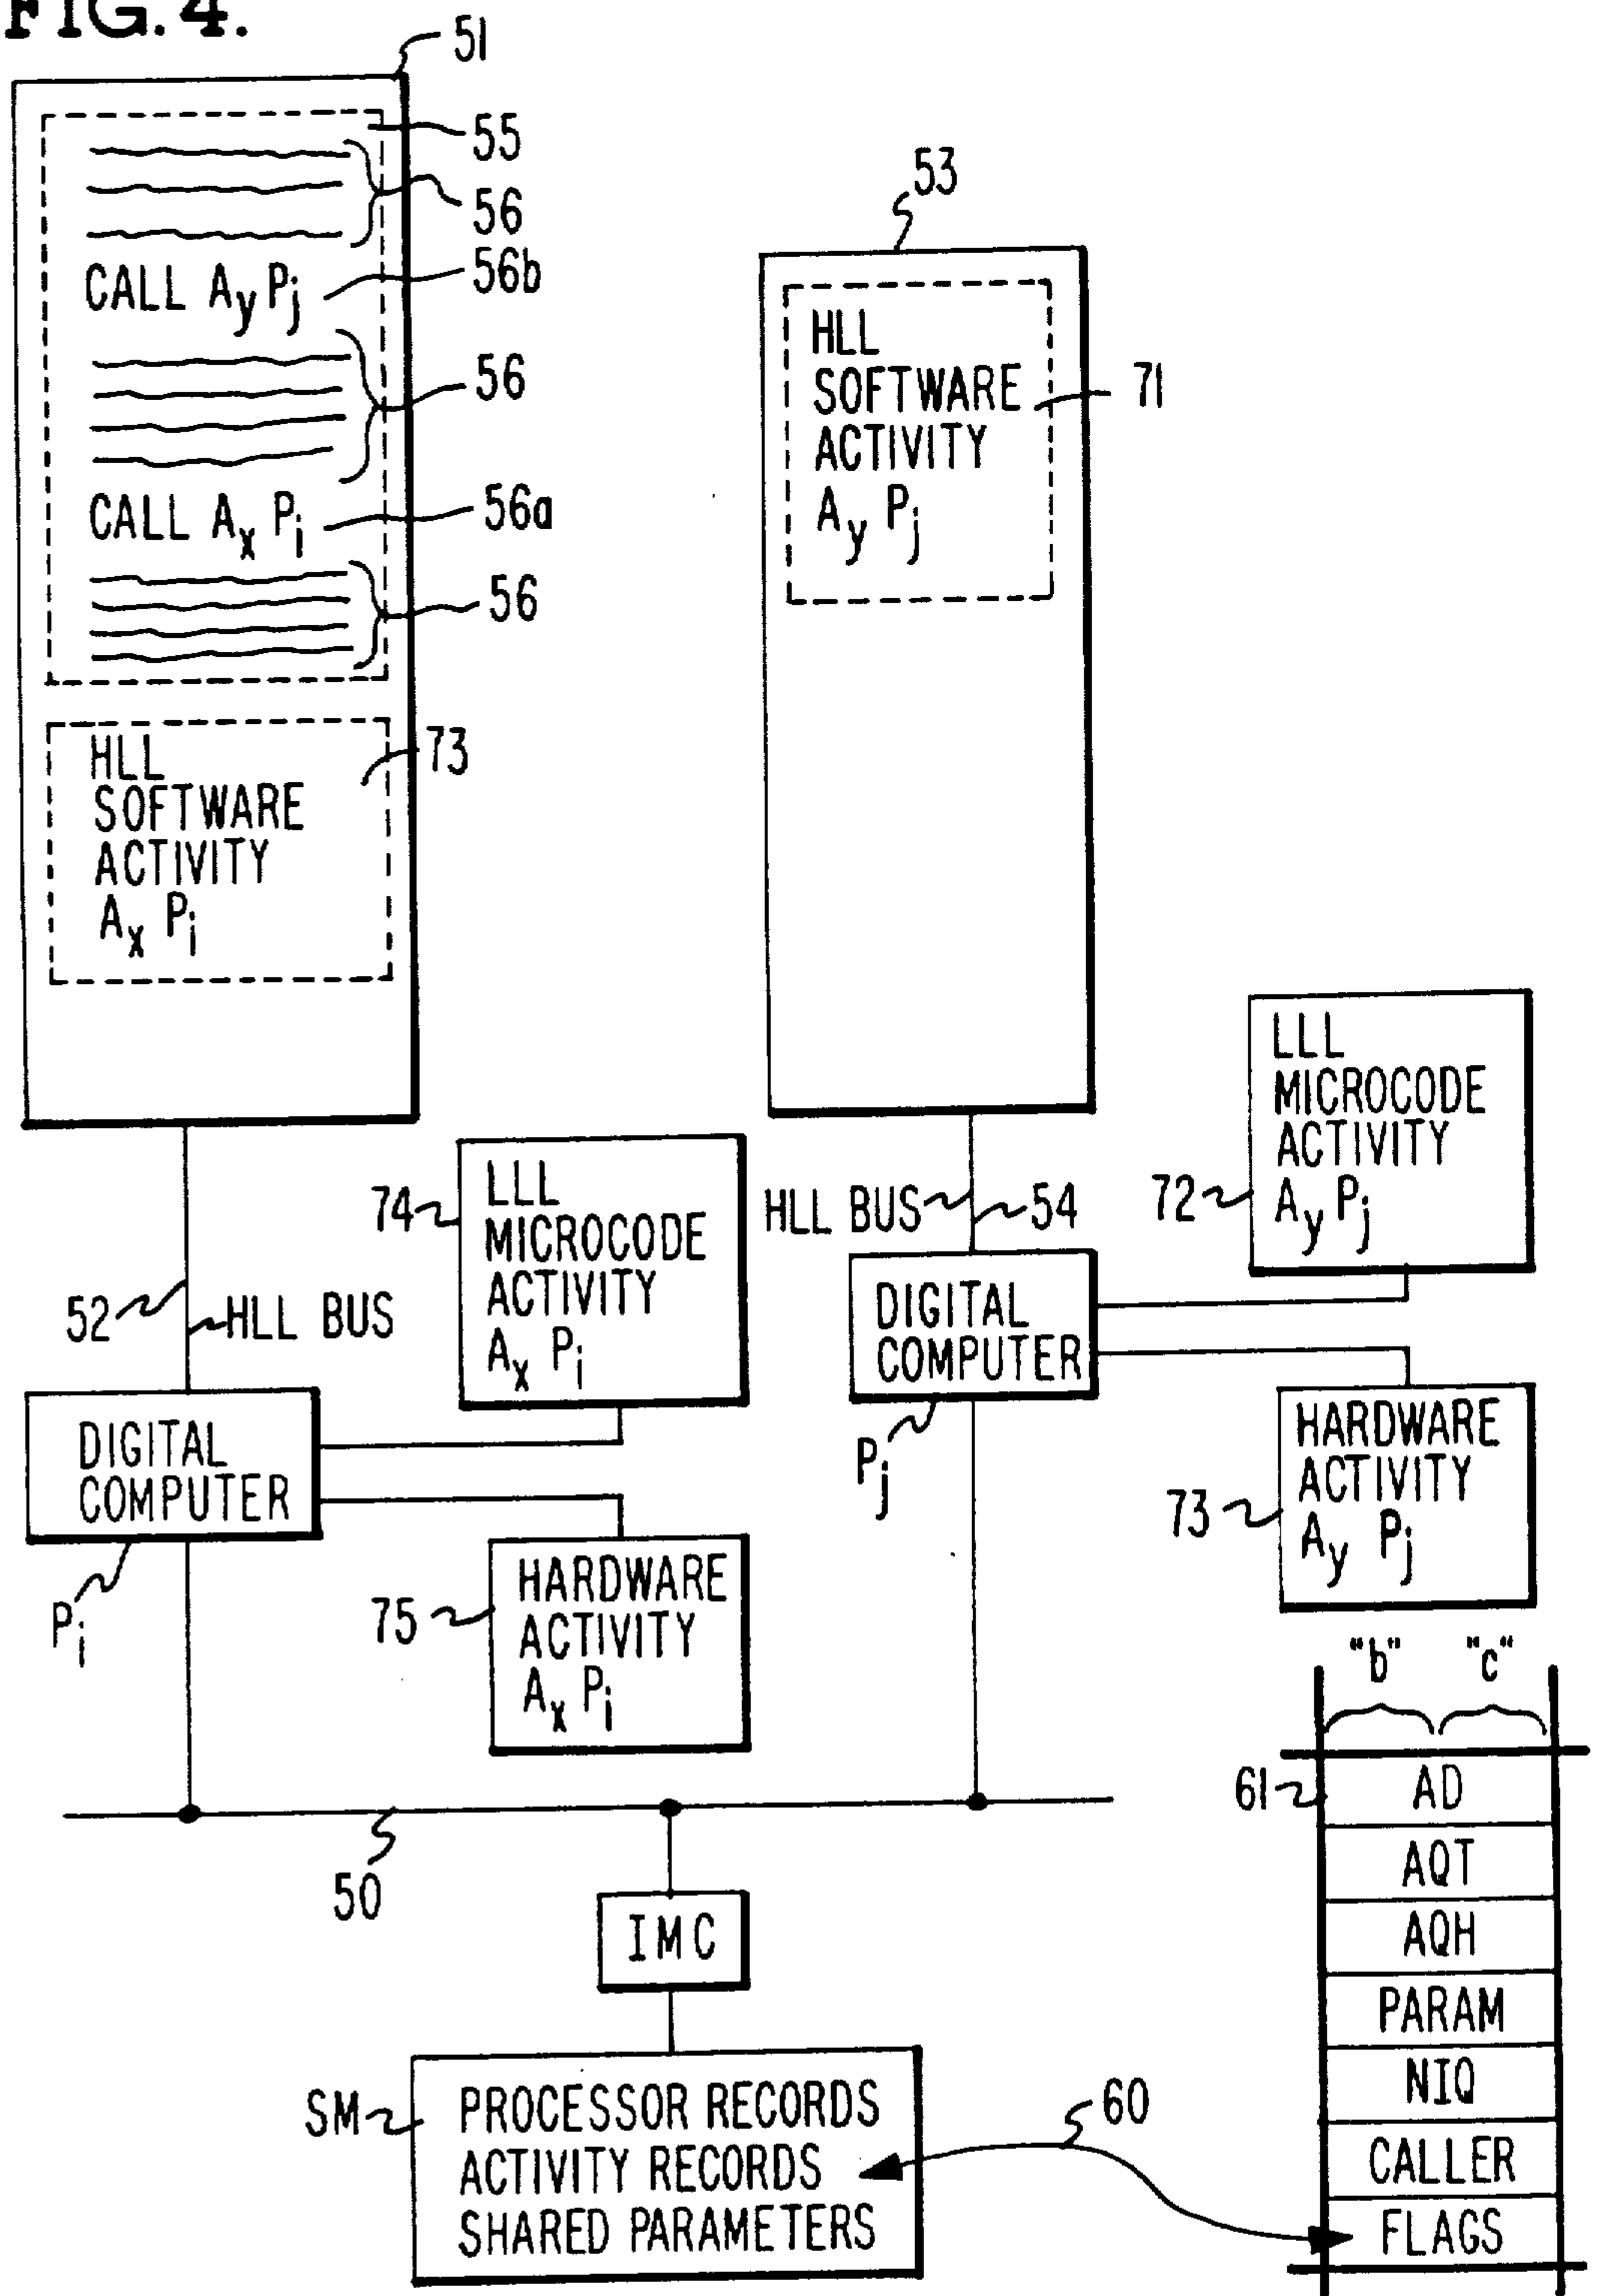 FIG. 4.
51
55
56
CALL Ay Pj
56b
56
CALL Ax Pi
56a
56
HLL
SOFTWARE
ACTIVITY
Ax Pi
73
53
HLL
SOFTWARE
ACTIVITY
Ay Pj
71
52
HLL BUS
74
LLL
MICROCODE
ACTIVITY
Ax Pi
HLL BUS
54
72
LLL
MICROCODE
ACTIVITY
Ay Pj
DIGITAL
COMPUTER
Pi
75
HARDWARE
ACTIVITY
Ax Pi
DIGITAL
COMPUTER
Pj
73
HARDWARE
ACTIVITY
Ay Pj
50
IMC
SM
PROCESSOR RECORDS
ACTIVITY RECORDS
SHARED PARAMETERS
60
"b" "c"
61
AD
AQT
AQH
PARAM
NIQ
CALLER
FLAGS